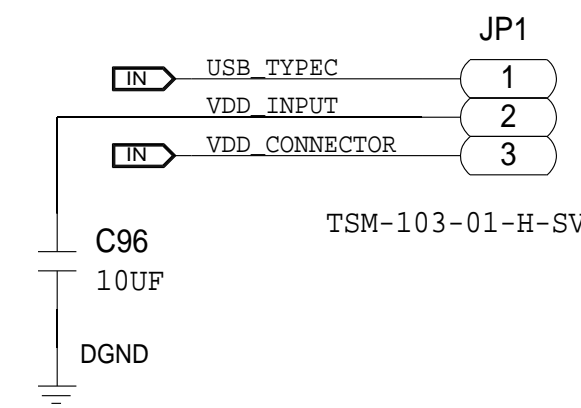 JP1
IN USB_TYPEC 1
VDD_INPUT 2
IN VDD_CONNECTOR 3
TSM-103-01-H-SV
C96
10UF
DGND